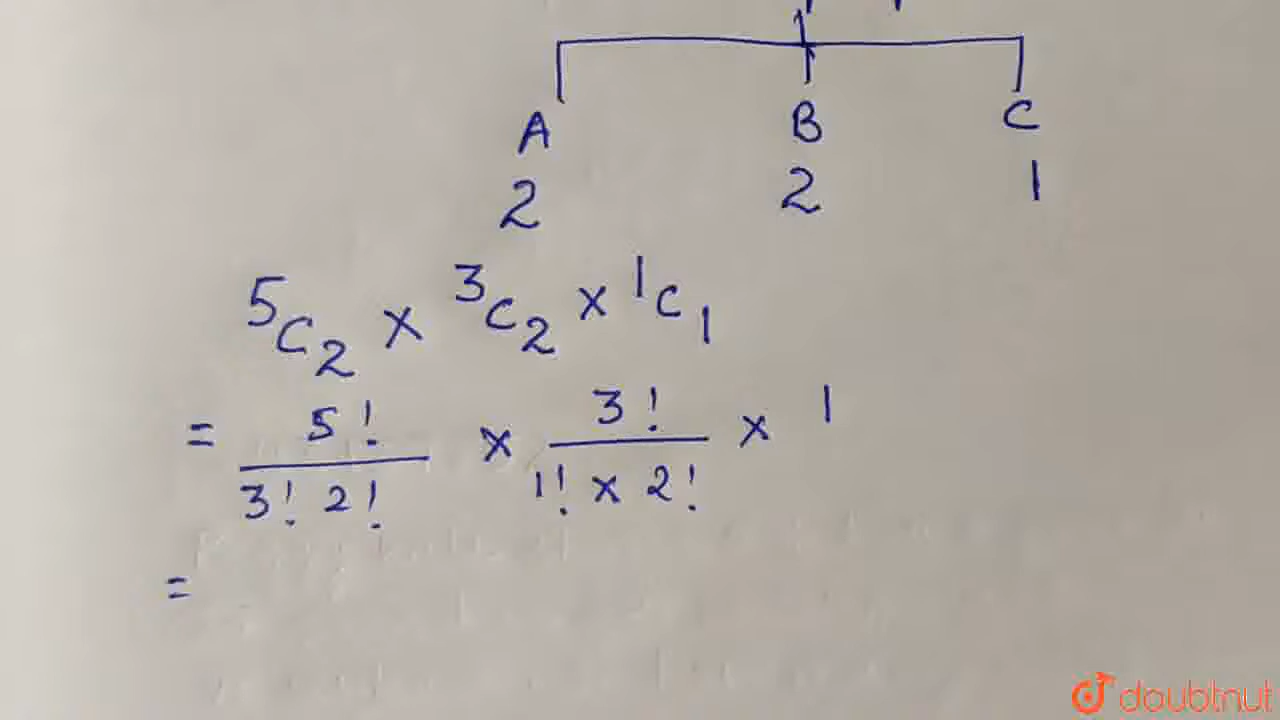 A B C
2 2 1
⁵C₂ × ³C₂ × ¹C₁
= 5!/(3! 2!) × 3!/(1! × 2!) × 1
=
doubtnut